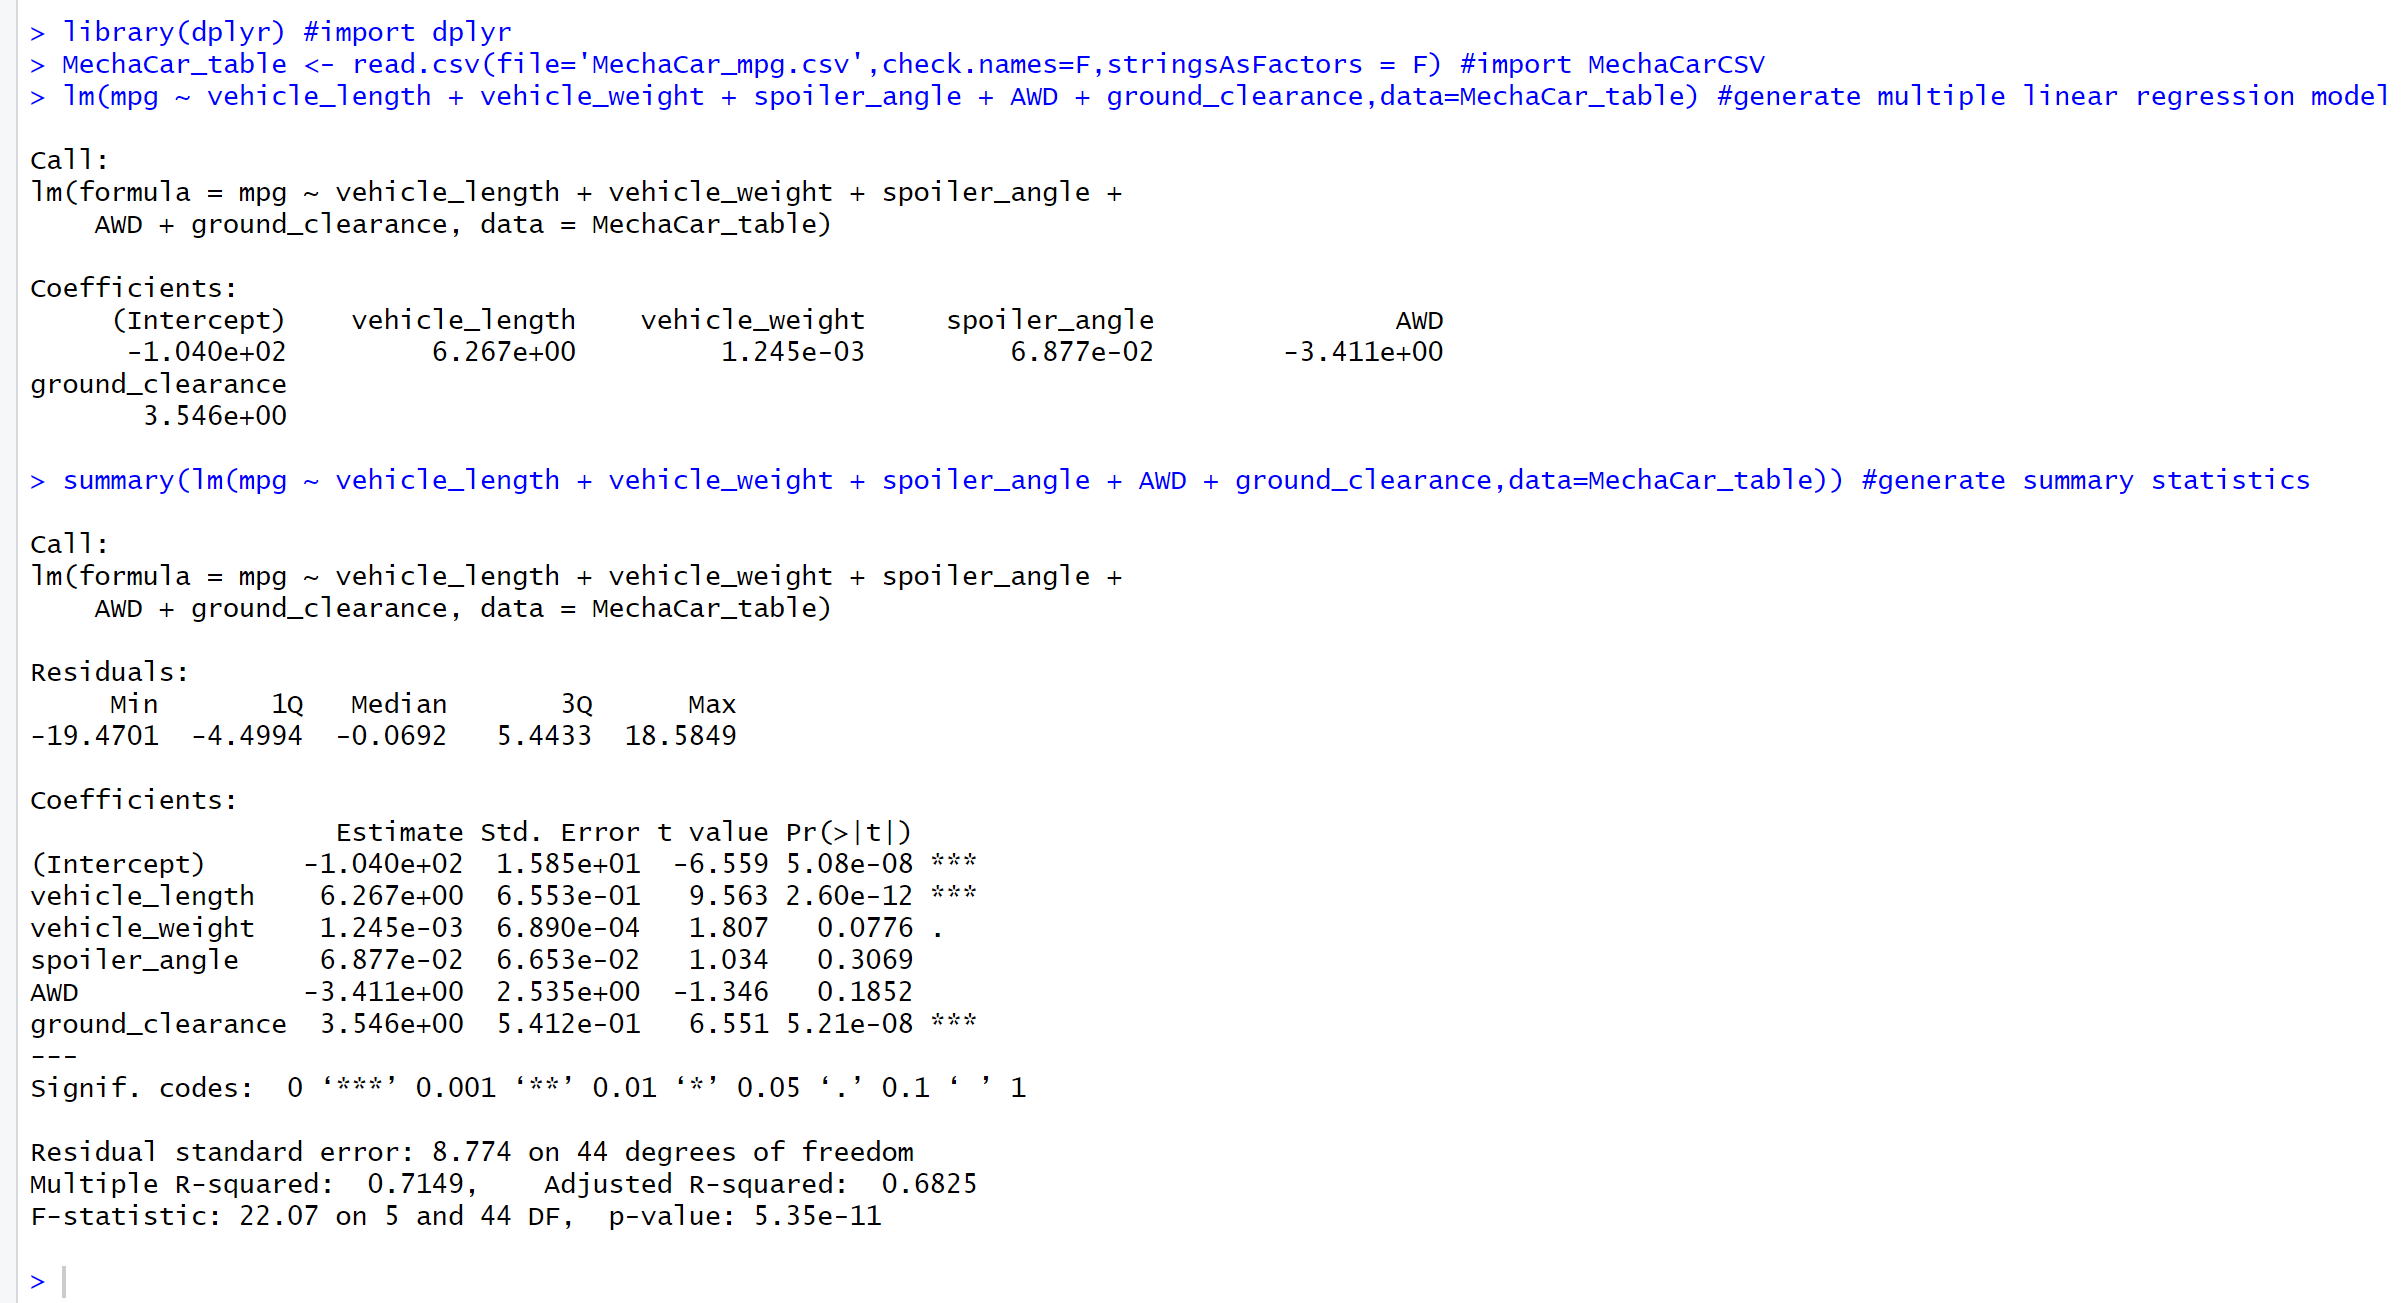 > library(dplyr) #import dplyr
> MechaCar_table <- read.csv(file='MechaCar_mpg.csv',check.names=F,stringsAsFactors = F) #import MechaCarCSV
> lm(mpg ~ vehicle_length + vehicle_weight + spoiler_angle + AWD + ground_clearance,data=MechaCar_table) #generate multiple linear regression model
Call:
lm(formula = mpg ~ vehicle_length + vehicle_weight + spoiler_angle +
    AWD + ground_clearance, data = MechaCar_table)
Coefficients:
     (Intercept)    vehicle_length    vehicle_weight     spoiler_angle               AWD
      -1.040e+02         6.267e+00         1.245e-03         6.877e-02        -3.411e+00
ground_clearance
       3.546e+00
> summary(lm(mpg ~ vehicle_length + vehicle_weight + spoiler_angle + AWD + ground_clearance,data=MechaCar_table)) #generate summary statistics
Call:
lm(formula = mpg ~ vehicle_length + vehicle_weight + spoiler_angle +
    AWD + ground_clearance, data = MechaCar_table)
Residuals:
     Min       1Q   Median       3Q      Max
-19.4701  -4.4994  -0.0692   5.4433  18.5849
Coefficients:
                   Estimate Std. Error t value Pr(>|t|)
(Intercept)      -1.040e+02  1.585e+01  -6.559 5.08e-08 ***
vehicle_length    6.267e+00  6.553e-01   9.563 2.60e-12 ***
vehicle_weight    1.245e-03  6.890e-04   1.807   0.0776 .
spoiler_angle     6.877e-02  6.653e-02   1.034   0.3069
AWD              -3.411e+00  2.535e+00  -1.346   0.1852
ground_clearance  3.546e+00  5.412e-01   6.551 5.21e-08 ***
---
Signif. codes:  0 ‘***’ 0.001 ‘**’ 0.01 ‘*’ 0.05 ‘.’ 0.1 ‘ ’ 1
Residual standard error: 8.774 on 44 degrees of freedom
Multiple R-squared:  0.7149,    Adjusted R-squared:  0.6825
F-statistic: 22.07 on 5 and 44 DF,  p-value: 5.35e-11
>